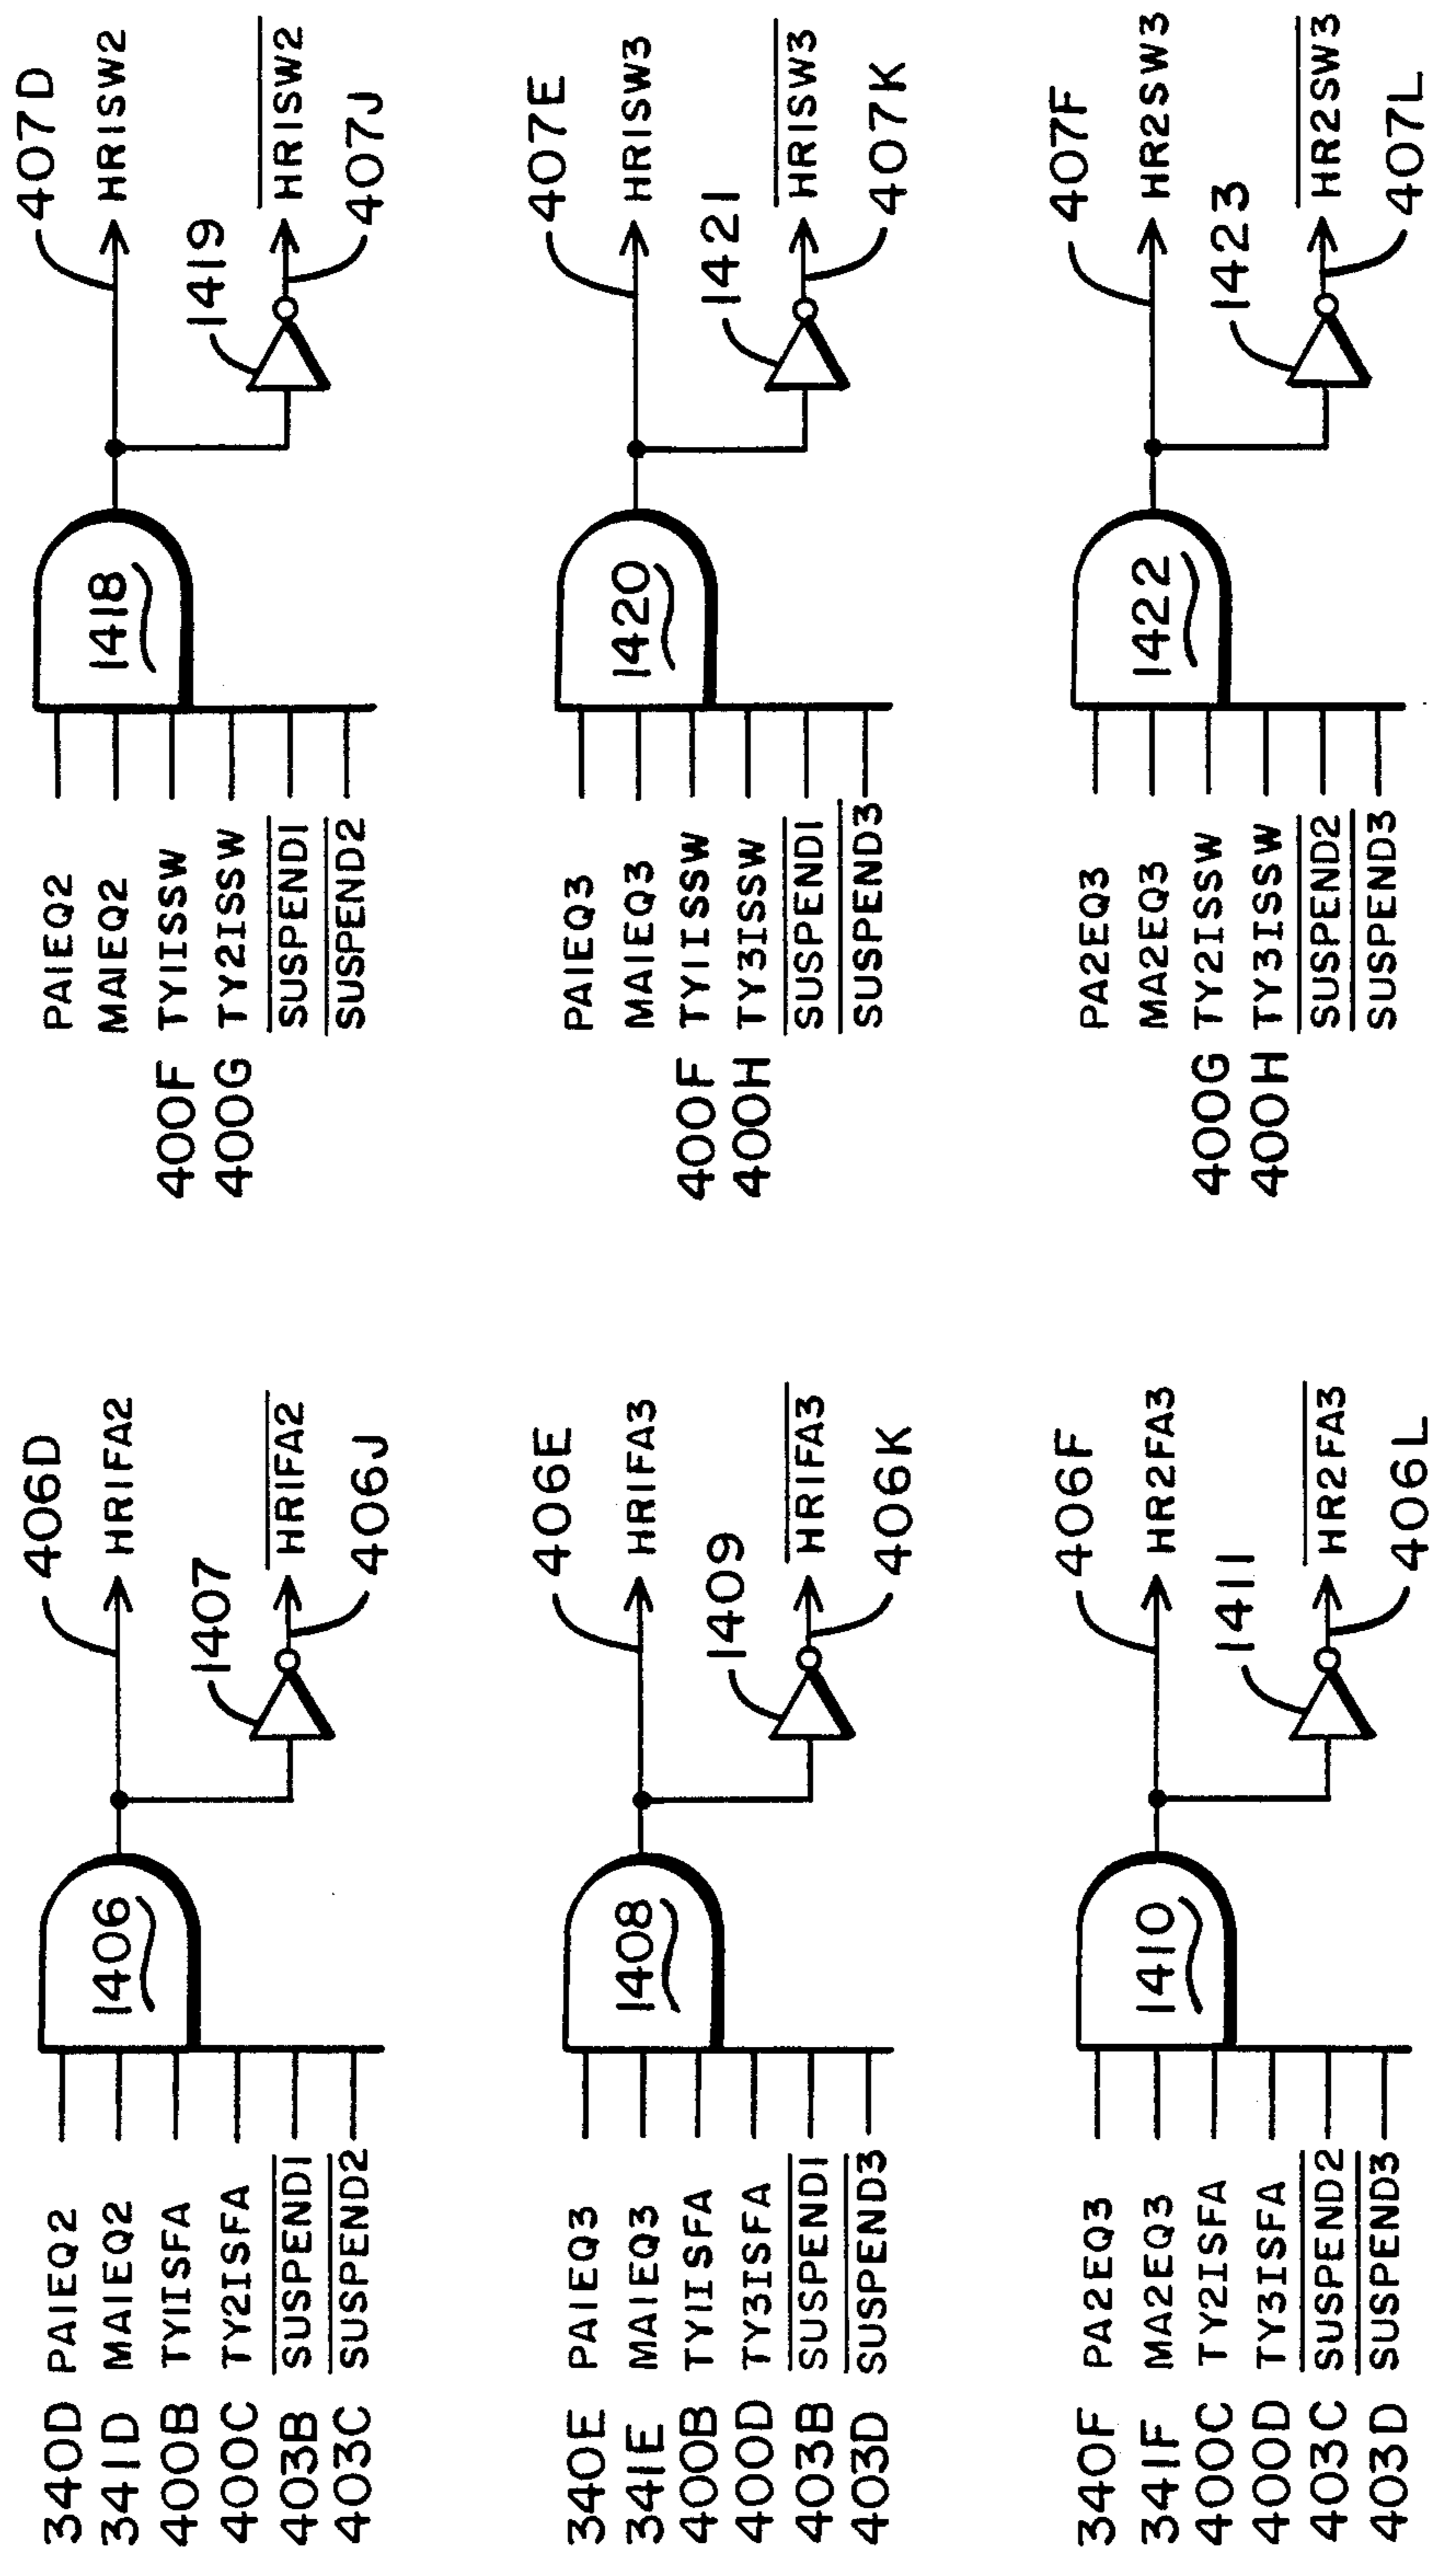 340D PA1EQ2
341D MA1EQ2
400B TY1ISFA
400C TY2ISFA
403B SUSPEND1
403C SUSPEND2
1406
406D
HR1FA2
1407
HR1FA2
406J
PA1EQ2
MA1EQ2
400F TY1ISSW
400G TY2ISSW
SUSPEND1
SUSPEND2
1418
407D
HR1SW2
1419
HR1SW2
407J
340E PA1EQ3
341E MA1EQ3
400B TY1ISFA
400D TY3ISFA
403B SUSPEND1
403D SUSPEND3
1408
406E
HR1FA3
1409
HR1FA3
406K
PA1EQ3
MA1EQ3
400F TY1ISSW
400H TY3ISSW
SUSPEND1
SUSPEND3
1420
407E
HR1SW3
1421
HR1SW3
407K
340F PA2EQ3
341F MA2EQ3
400C TY2ISFA
400D TY3ISFA
403C SUSPEND2
403D SUSPEND3
1410
406F
HR2FA3
1411
HR2FA3
406L
PA2EQ3
MA2EQ3
400G TY2ISSW
400H TY3ISSW
SUSPEND2
SUSPEND3
1422
407F
HR2SW3
1423
HR2SW3
407L